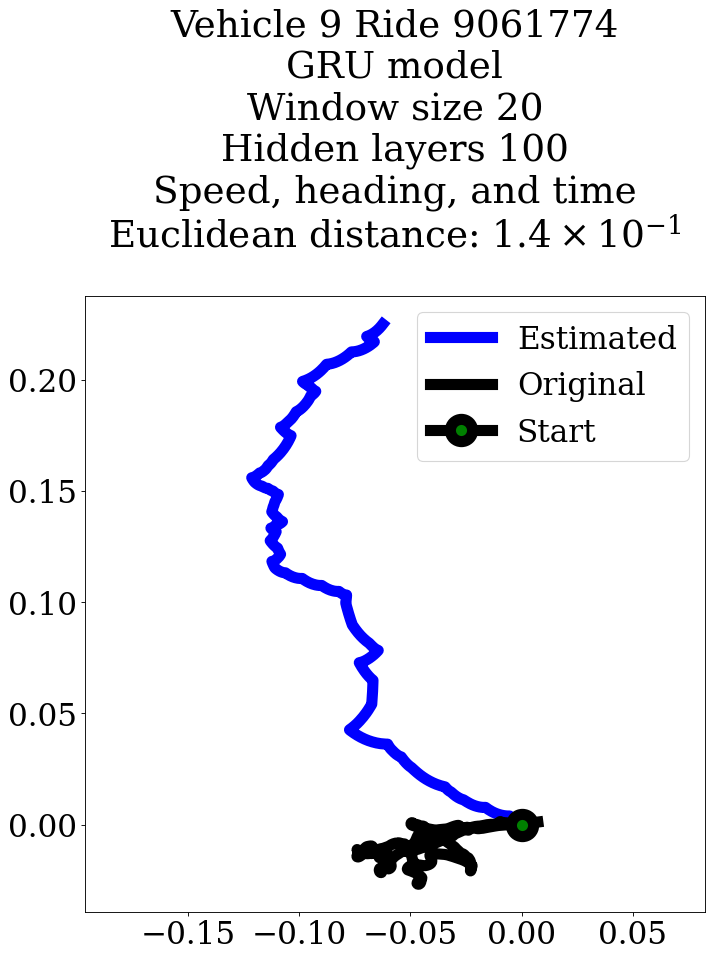 Vehicle 9 Ride 9061774
GRU model
Window size 20
Hidden layers 100
Speed, heading, and time
Euclidean distance: 1.4 × 10⁻¹
Estimated
Original
Start
0.20
0.15
0.10
0.05
0.00
−0.15 −0.10 −0.05 0.00 0.05